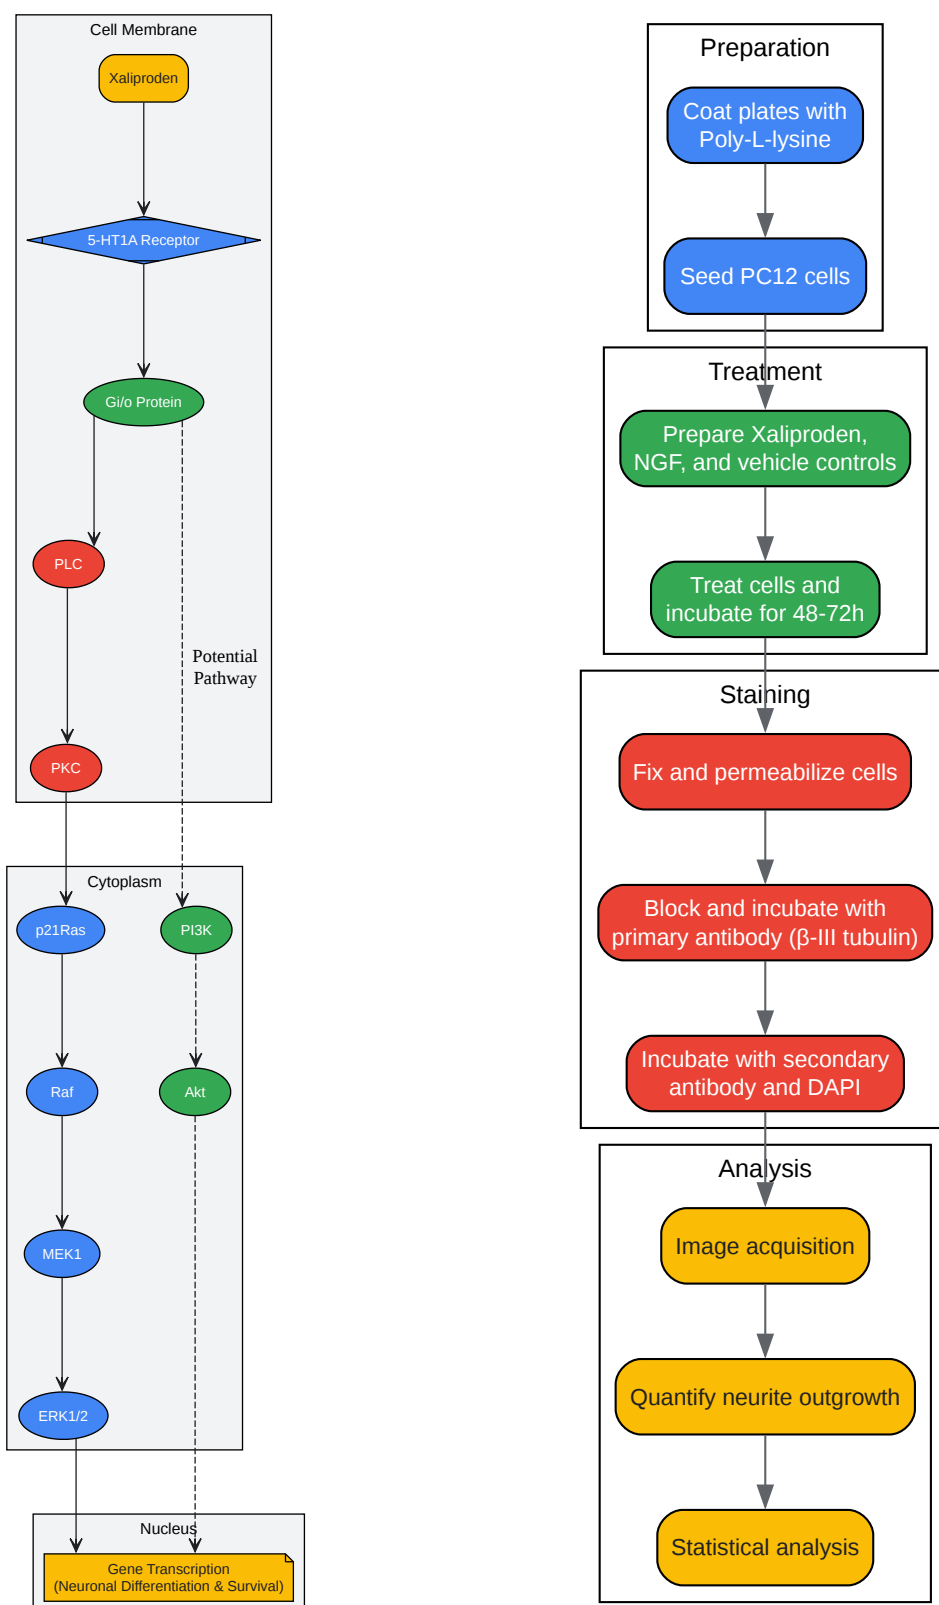 Cell Membrane
Xaliproden
5-HT1A Receptor
Gi/o Protein
PLC
Potential
Pathway
PKC
Cytoplasm
p21Ras
PI3K
Raf
Akt
MEK1
ERK1/2
Nucleus
Gene Transcription
(Neuronal Differentiation & Survival)
Preparation
Coat plates with
Poly-L-lysine
Seed PC12 cells
Treatment
Prepare Xaliproden,
NGF, and vehicle controls
Treat cells and
incubate for 48-72h
Staining
Fix and permeabilize cells
Block and incubate with
primary antibody (β-III tubulin)
Incubate with secondary
antibody and DAPI
Analysis
Image acquisition
Quantify neurite outgrowth
Statistical analysis